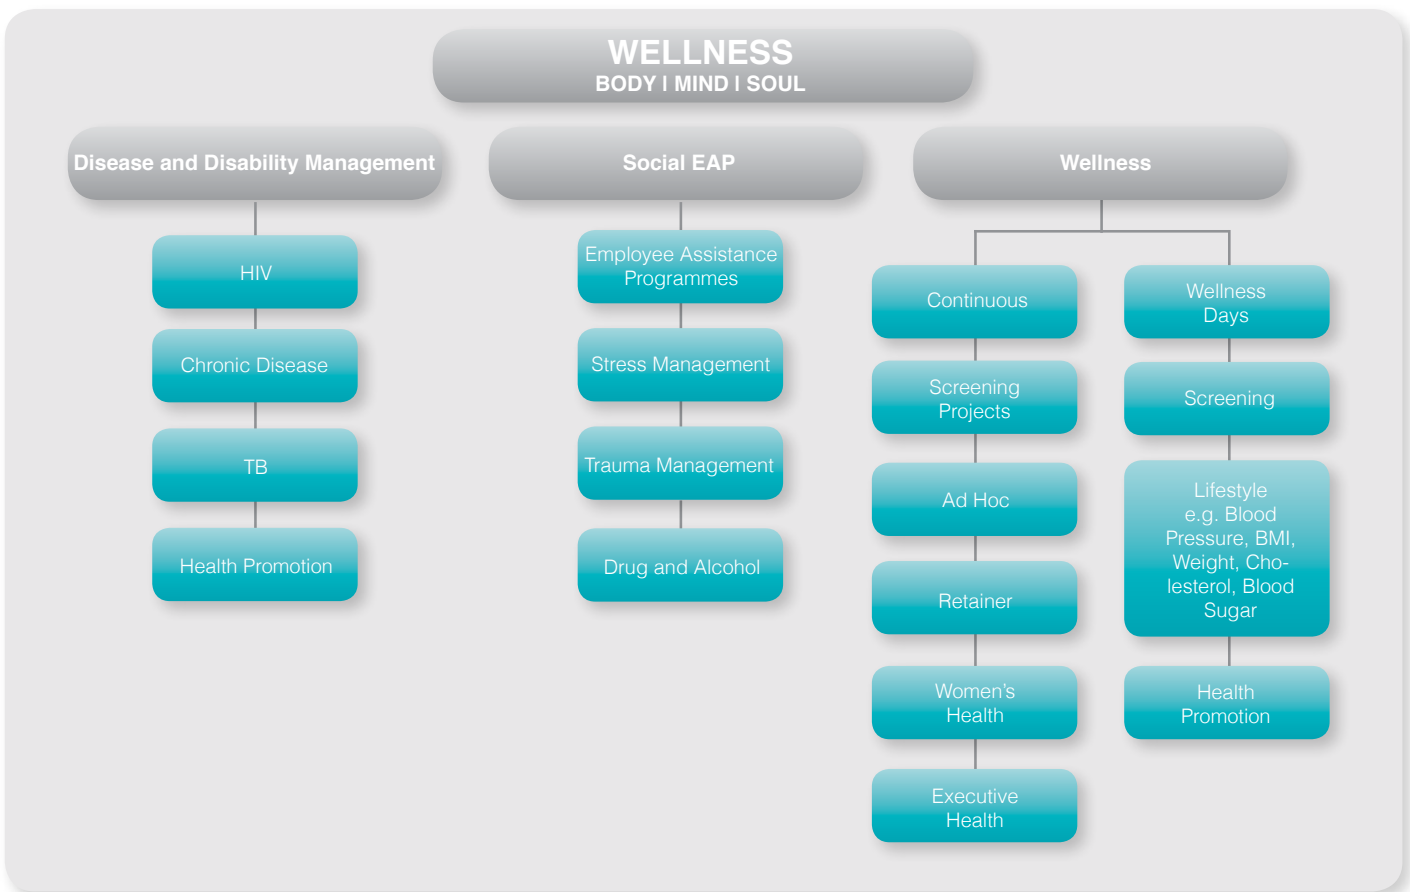 WELLNESS
BODY I MIND I SOUL
Disease and Disability Management
HIV
Chronic Disease
TB
Health Promotion
Social EAP
Employee Assistance
Programmes
Stress Management
Trauma Management
Drug and Alcohol
Wellness
Continuous
Screening
Projects
Ad Hoc
Retainer
Women's
Health
Executive
Health
Wellness
Days
Screening
Lifestyle
e.g. Blood
Pressure, BMI,
Weight, Cho-
lesterol, Blood
Sugar
Health
Promotion